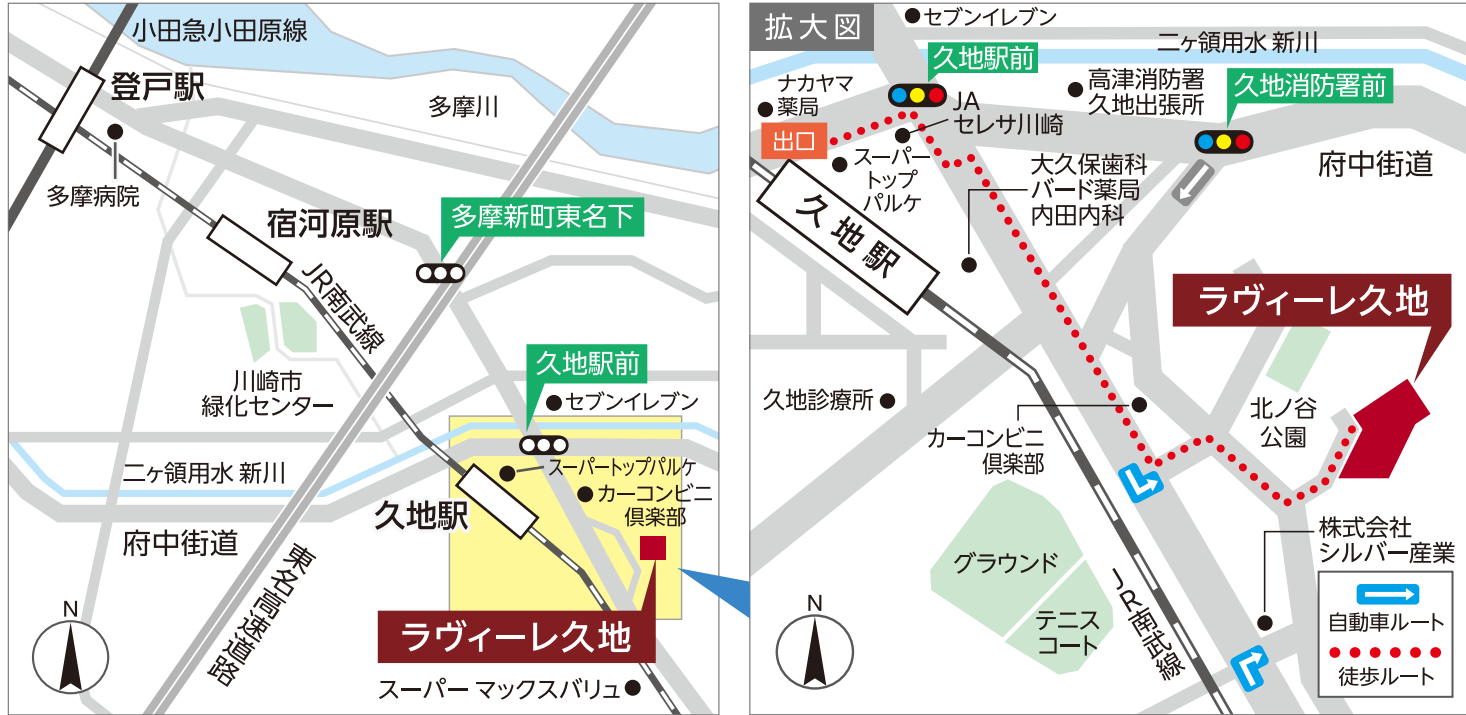 小田急小田原線
登戸駅
多摩川
多摩病院
宿河原駅
多摩新町東名下
JR南武線
川崎市
緑化センター
久地駅前
セブンイレブン
二ヶ領用水 新川
スーパートップパルケ
カーコンビニ
倶楽部
久地駅
府中街道
東名高速道路
N
ラヴィーレ久地
スーパー マックスバリュ
拡大図
セブンイレブン
二ヶ領用水 新川
久地駅前
ナカヤマ
薬局
高津消防署
久地出張所
久地消防署前
JA
セレサ川崎
出口
スーパー
トップ
パルケ
大久保歯科
バード薬局
内田内科
府中街道
久地駅
ラヴィーレ久地
久地診療所
カーコンビニ
倶楽部
北ノ谷
公園
グラウンド
テニス
コート
JR南武線
株式会社
シルバー産業
N
自動車ルート
徒歩ルート